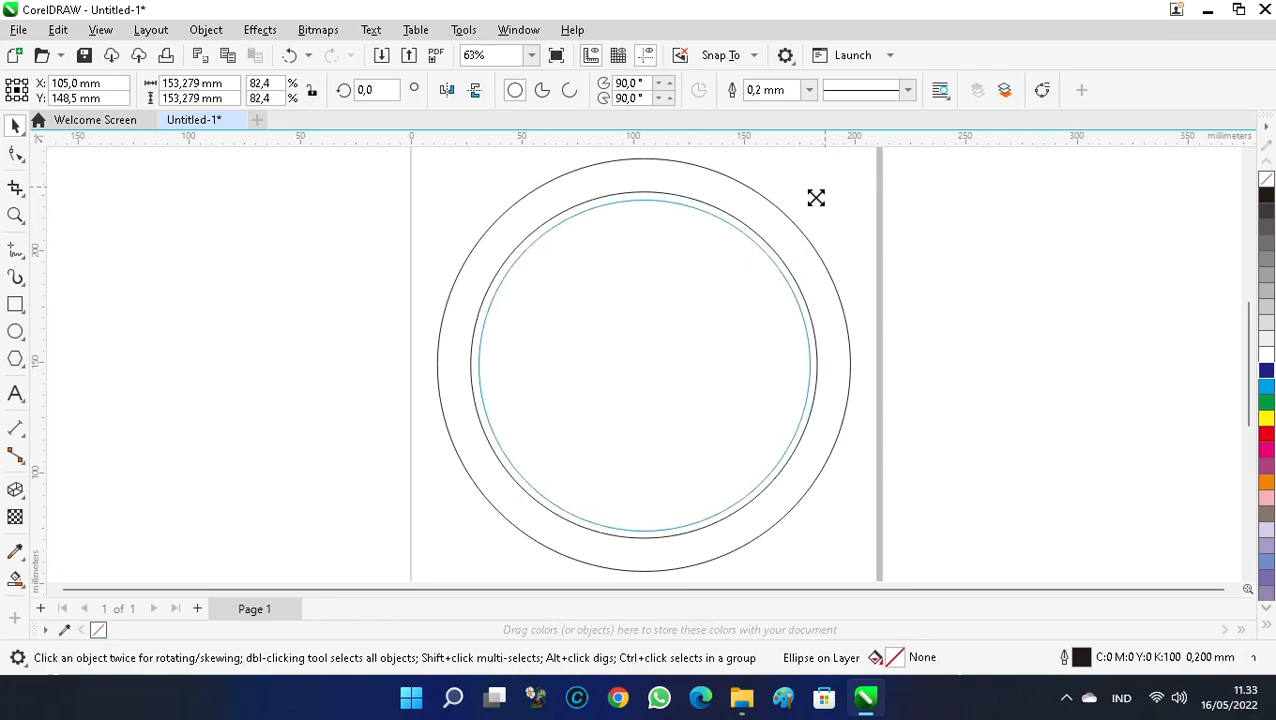 CorelDRAW - Untitled-1*
File Edit View Layout Object Effects Bitmaps Text Table Tools Window Help
PDF 63% Snap To Launch
X: 105,0 mm 153,279 mm 82,4 % 0,0 90,0 ° 0,2 mm
Y: 148,5 mm 153,279 mm 82,4 % 90,0 °
Welcome Screen Untitled-1*
150 100 50 0 50 100 150 200 250 300 350 millimeters
200
150
100
millimeters
1 of 1 Page 1
Drag colors (or objects) here to store these colors with your document
Click an object twice for rotating/skewing; dbl-clicking tool selects all objects; Shift+click multi-selects; Alt+click digs; Ctrl+click selects in a group Ellipse on Layer None C:0 M:0 Y:0 K:100 0,200 mm
IND 11.33
16/05/2022